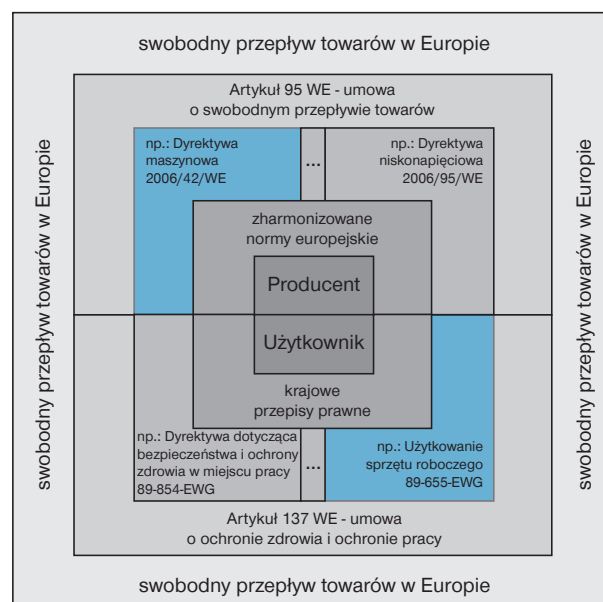 swobodny przepływ towarów w Europie
swobodny przepływ towarów w Europie
Artykuł 95 WE - umowa
o swobodnym przepływie towarów
np.: Dyrektywa
maszynowa
2006/42/WE
...
np.: Dyrektywa
niskonapięciowa
2006/95/WE
zharmonizowane
normy europejskie
Producent
Użytkownik
krajowe
przepisy prawne
np.: Dyrektywa dotycząca
bezpieczeństwa i ochrony
zdrowia w miejscu pracy
89-854-EWG
...
np.: Użytkowanie
sprzętu roboczego
89-655-EWG
Artykuł 137 WE - umowa
o ochronie zdrowia i ochronie pracy
swobodny przepływ towarów w Europie
swobodny przepływ towarów w Europie